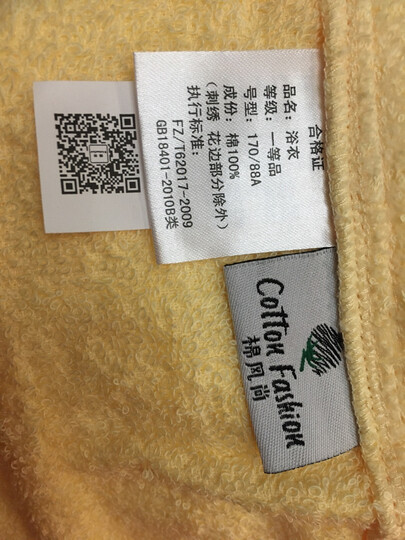 合格证
品名：浴衣
等级：一等品
号型：170/88A
成份：棉100%
（刺绣 花边部分除外）
执行标准：
FZ/T62017-2009
GB18401-2010B类
Cotton Fashion
棉风尚